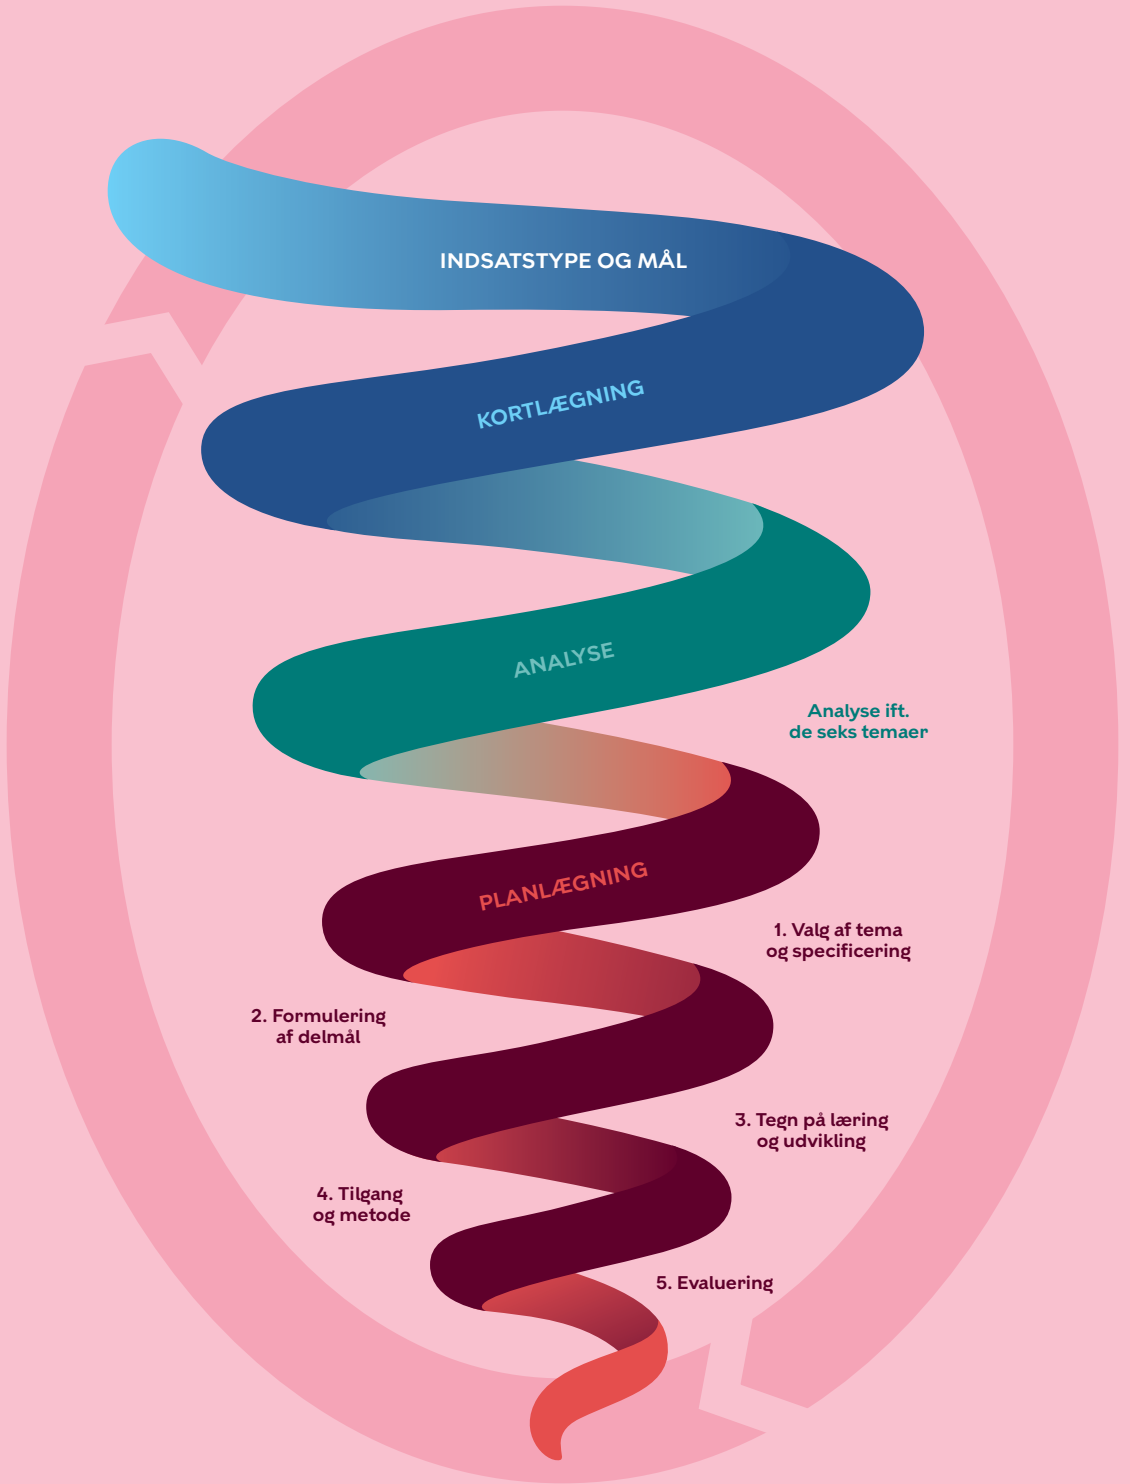 INDSATSTYPE OG MÅL
KORTLÆGNING
ANALYSE
Analyse ift.
de seks temaer
PLANLÆGNING
1. Valg af tema
og specificering
2. Formulering
af delmål
3. Tegn på læring
og udvikling
4. Tilgang
og metode
5. Evaluering